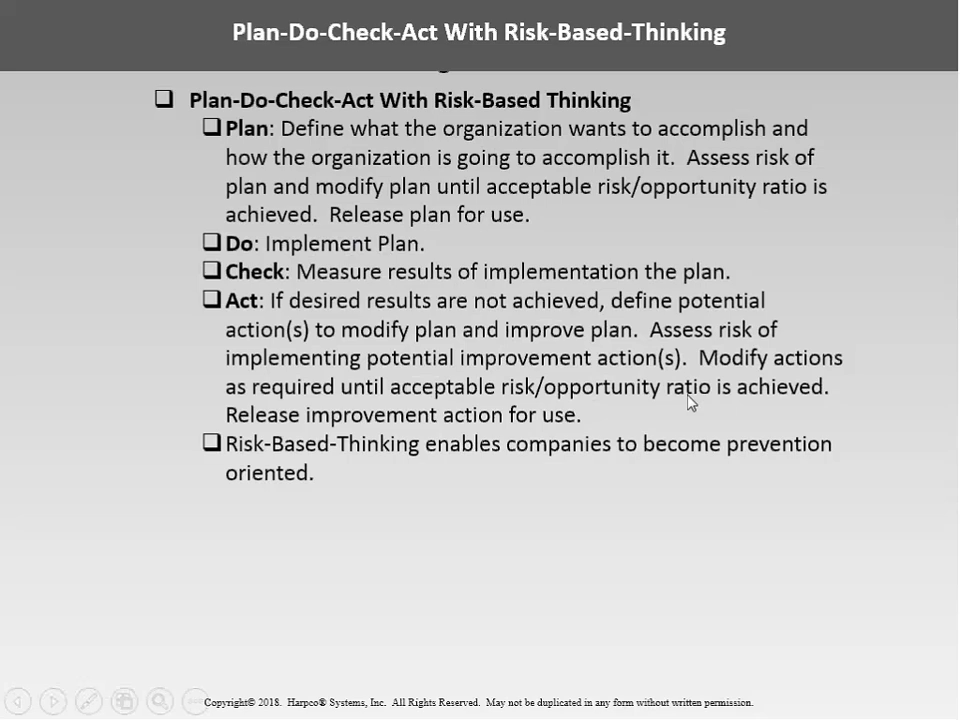 Plan-Do-Check-Act With Risk-Based-Thinking
Plan-Do-Check-Act With Risk-Based Thinking
Plan: Define what the organization wants to accomplish and
how the organization is going to accomplish it. Assess risk of
plan and modify plan until acceptable risk/opportunity ratio is
achieved. Release plan for use.
Do: Implement Plan.
Check: Measure results of implementation the plan.
Act: If desired results are not achieved, define potential
action(s) to modify plan and improve plan. Assess risk of
implementing potential improvement action(s). Modify actions
as required until acceptable risk/opportunity ratio is achieved.
Release improvement action for use.
Risk-Based-Thinking enables companies to become prevention
oriented.
Copyright© 2018. Harpco® Systems, Inc. All Rights Reserved. May not be duplicated in any form without written permission.